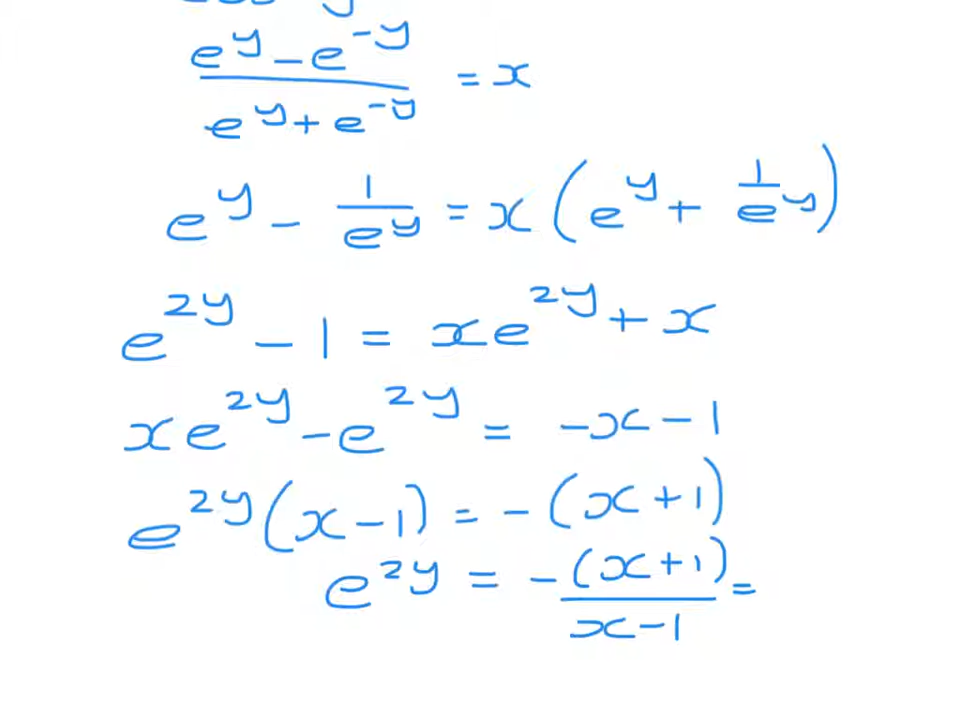 e^y - e^-y / e^y + e^-y = x
e^y - 1/e^y = x(e^y + 1/e^y)
e^2y - 1 = xe^2y + x
xe^2y - e^2y = -x - 1
e^2y(x-1) = -(x+1)
e^2y = -(x+1)/x-1 =